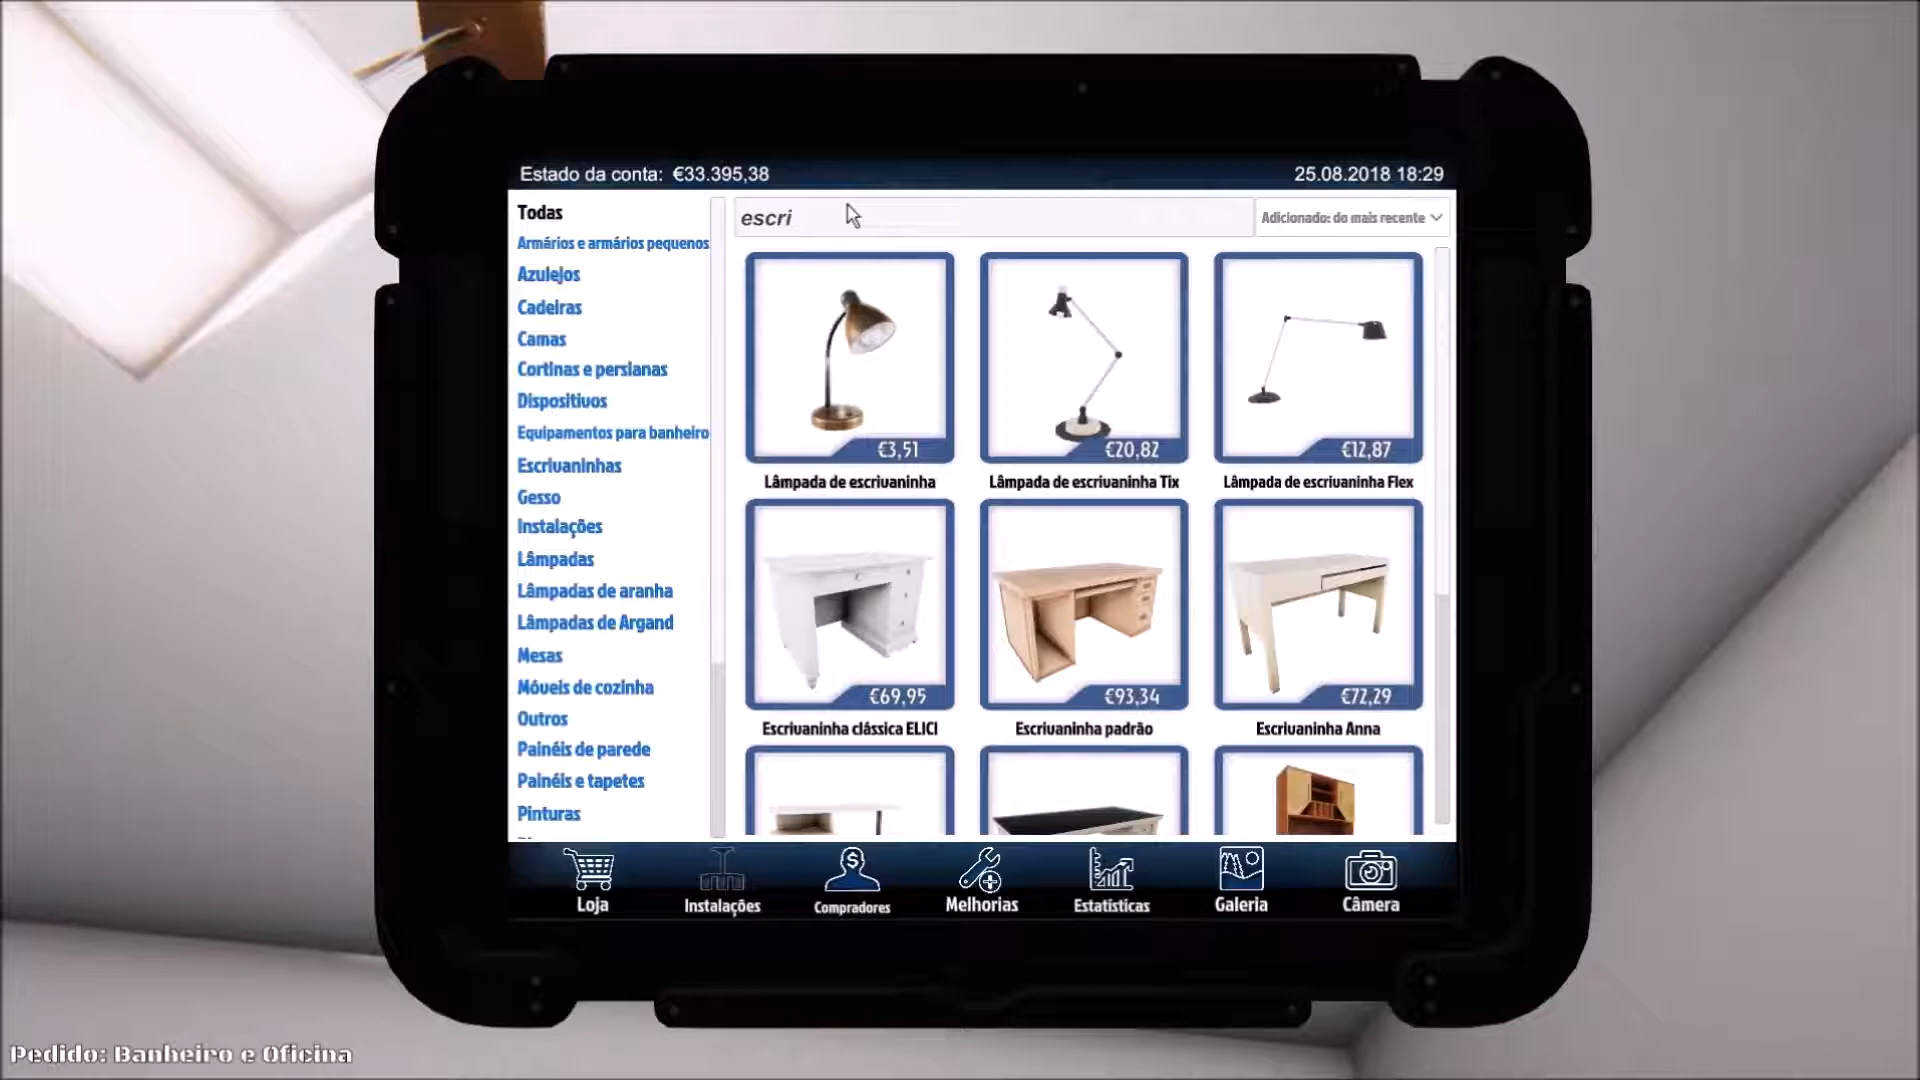 Estado da conta: €33.395,38
25.08.2018 18:29
Todas
Armários e armários pequenos
Azulejos
Cadeiras
Camas
Cortinas e persianas
Dispositivos
Equipamentos para banheiro
Escrivaninhas
Gesso
Instalações
Lâmpadas
Lâmpadas de aranha
Lâmpadas de Argand
Mesas
Móveis de cozinha
Outros
Painéis de parede
Painéis e tapetes
Pinturas
escri
Adicionado: do mais recente
€3,51
€20,82
€12,87
Lâmpada de escrivaninha
Lâmpada de escrivaninha Tix
Lâmpada de escrivaninha Flex
€69,95
€93,34
€72,29
Escrivaninha clássica ELICI
Escrivaninha padrão
Escrivaninha Anna
Loja
Instalações
Compradores
Melhorias
Estatísticas
Galeria
Câmera
Pedido: Banheiro e Oficina